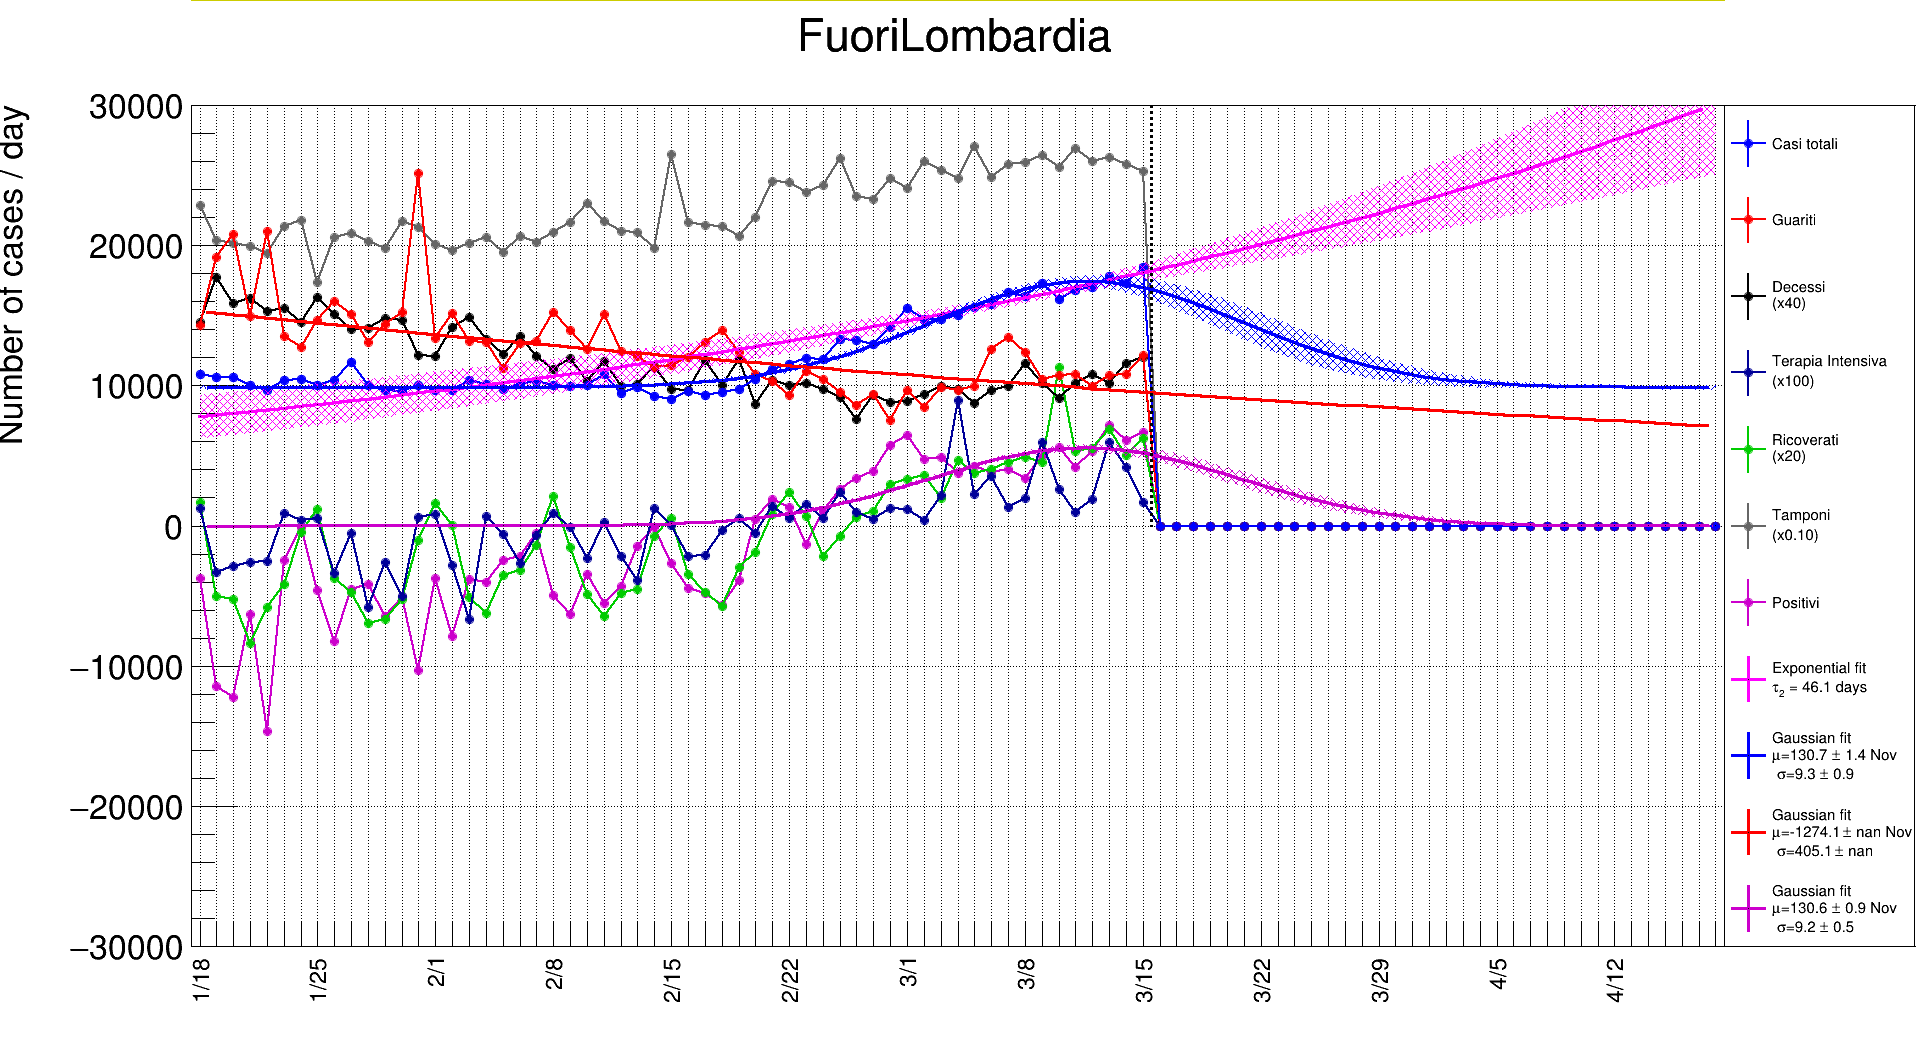 FuoriLombardia
Number of cases / day
30000
20000
10000
0
−10000
−20000
−30000
1/18
1/25
2/1
2/8
2/15
2/22
3/1
3/8
3/15
3/22
3/29
4/5
4/12
Casi totali
Guariti
Decessi
(x40)
Terapia Intensiva
(x100)
Ricoverati
(x20)
Tamponi
(x0.10)
Positivi
Exponential fit
τ2 = 46.1 days
Gaussian fit
μ=130.7 ± 1.4 Nov
σ=9.3 ± 0.9
Gaussian fit
μ=-1274.1 ± nan Nov
σ=405.1 ± nan
Gaussian fit
μ=130.6 ± 0.9 Nov
σ=9.2 ± 0.5